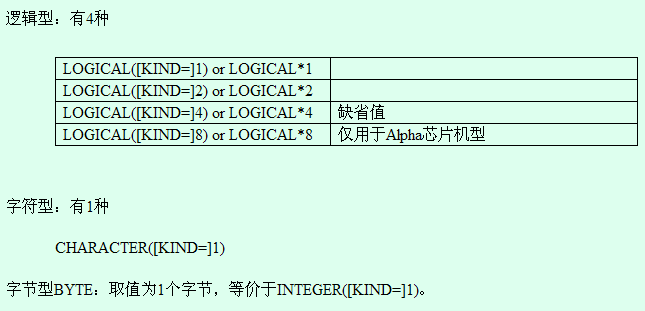 逻辑型：有4种
LOGICAL([KIND=]1) or LOGICAL*1
LOGICAL([KIND=]2) or LOGICAL*2
LOGICAL([KIND=]4) or LOGICAL*4 缺省值
LOGICAL([KIND=]8) or LOGICAL*8 仅用于Alpha芯片机型
字符型：有1种
CHARACTER([KIND=]1)
字节型BYTE：取值为1个字节，等价于INTEGER([KIND=]1)。